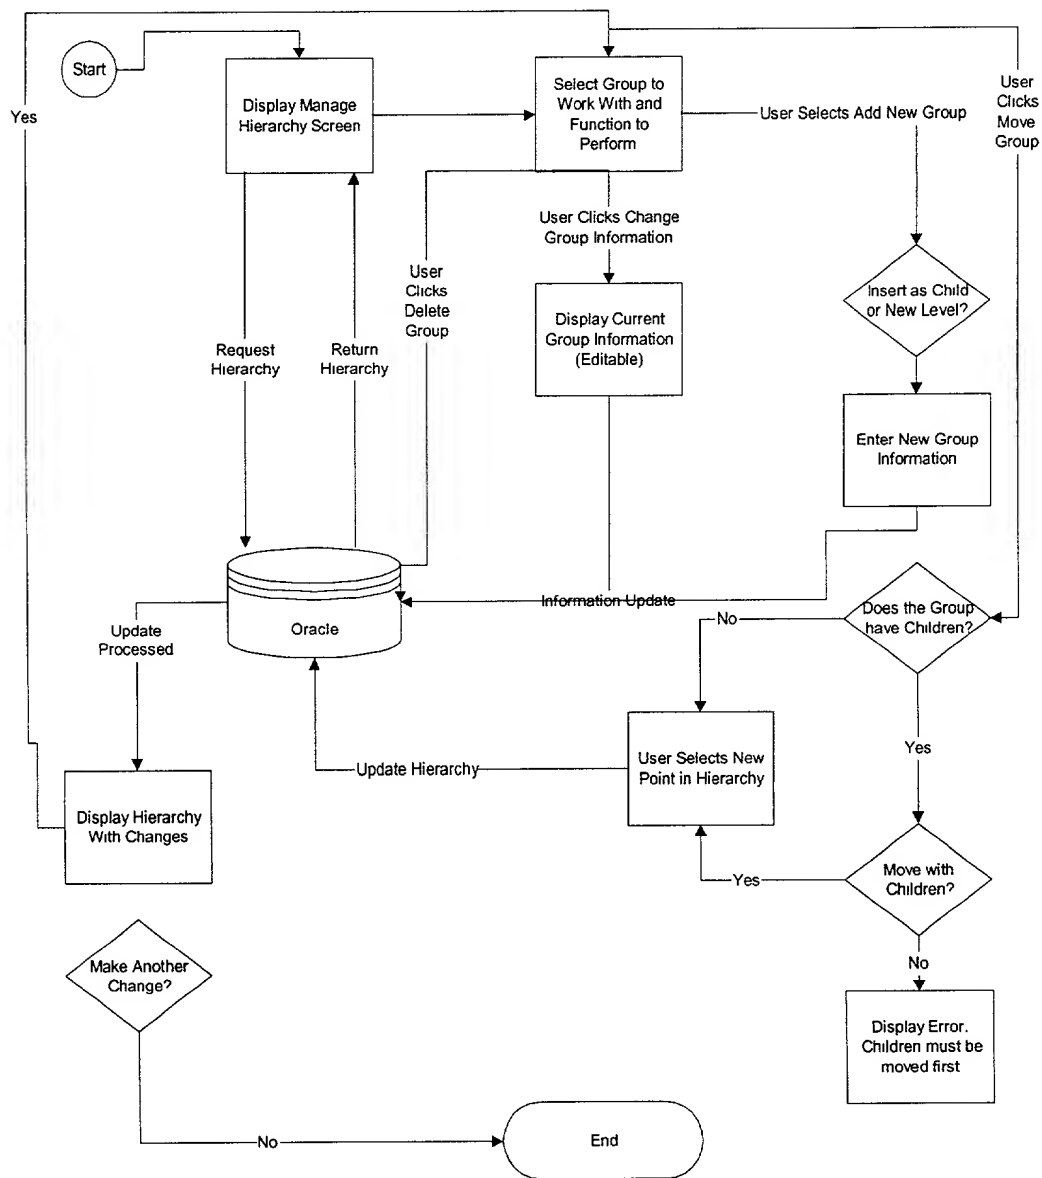 Start
Display Manage
Hierarchy Screen
Select Group to
Work With and
Function to
Perform
User Selects Add New Group
User
Clicks
Move
Group
Yes
User Clicks Change
Group Information
User
Clicks
Delete
Group
Insert as Child
or New Level?
Display Current
Group Information
(Editable)
Request
Hierarchy
Return
Hierarchy
Enter New Group
Information
Information Update
Oracle
Does the Group
have Children?
No
Update
Processed
Yes
User Selects New
Point in Hierarchy
Update Hierarchy
Display Hierarchy
With Changes
Move with
Children?
Yes
No
Make Another
Change?
Display Error.
Children must be
moved first
No
End